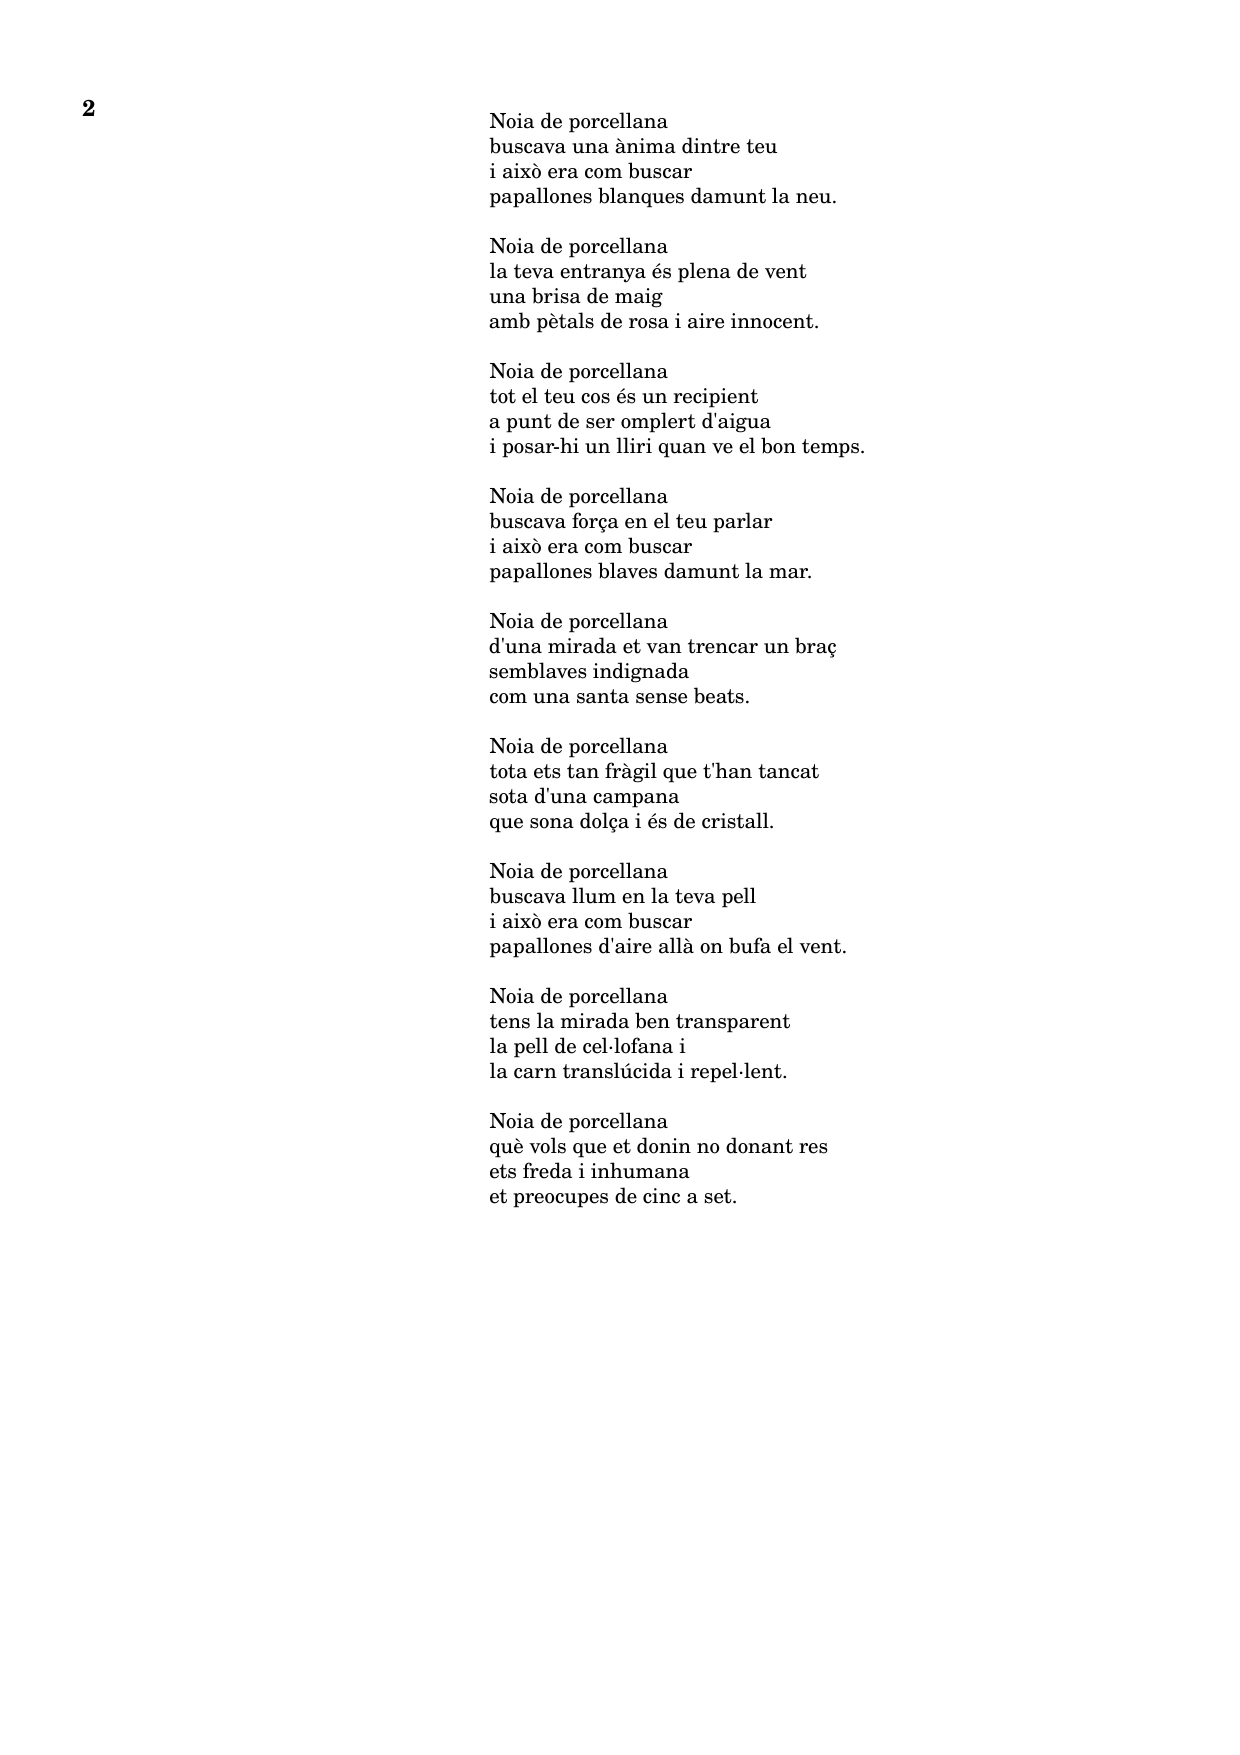 2
Noia de porcellana
buscava una ànima dintre teu
i això era com buscar
papallones blanques damunt la neu.

Noia de porcellana
la teva entranya és plena de vent
una brisa de maig
amb pètals de rosa i aire innocent.

Noia de porcellana
tot el teu cos és un recipient
a punt de ser omplert d'aigua
i posar-hi un lliri quan ve el bon temps.

Noia de porcellana
buscava força en el teu parlar
i això era com buscar
papallones blaves damunt la mar.

Noia de porcellana
d'una mirada et van trencar un braç
semblaves indignada
com una santa sense beats.

Noia de porcellana
tota ets tan fràgil que t'han tancat
sota d'una campana
que sona dolça i és de cristall.

Noia de porcellana
buscava llum en la teva pell
i això era com buscar
papallones d'aire allà on bufa el vent.

Noia de porcellana
tens la mirada ben transparent
la pell de cel·lofana i
la carn translúcida i repel·lent.

Noia de porcellana
què vols que et donin no donant res
ets freda i inhumana
et preocupes de cinc a set.